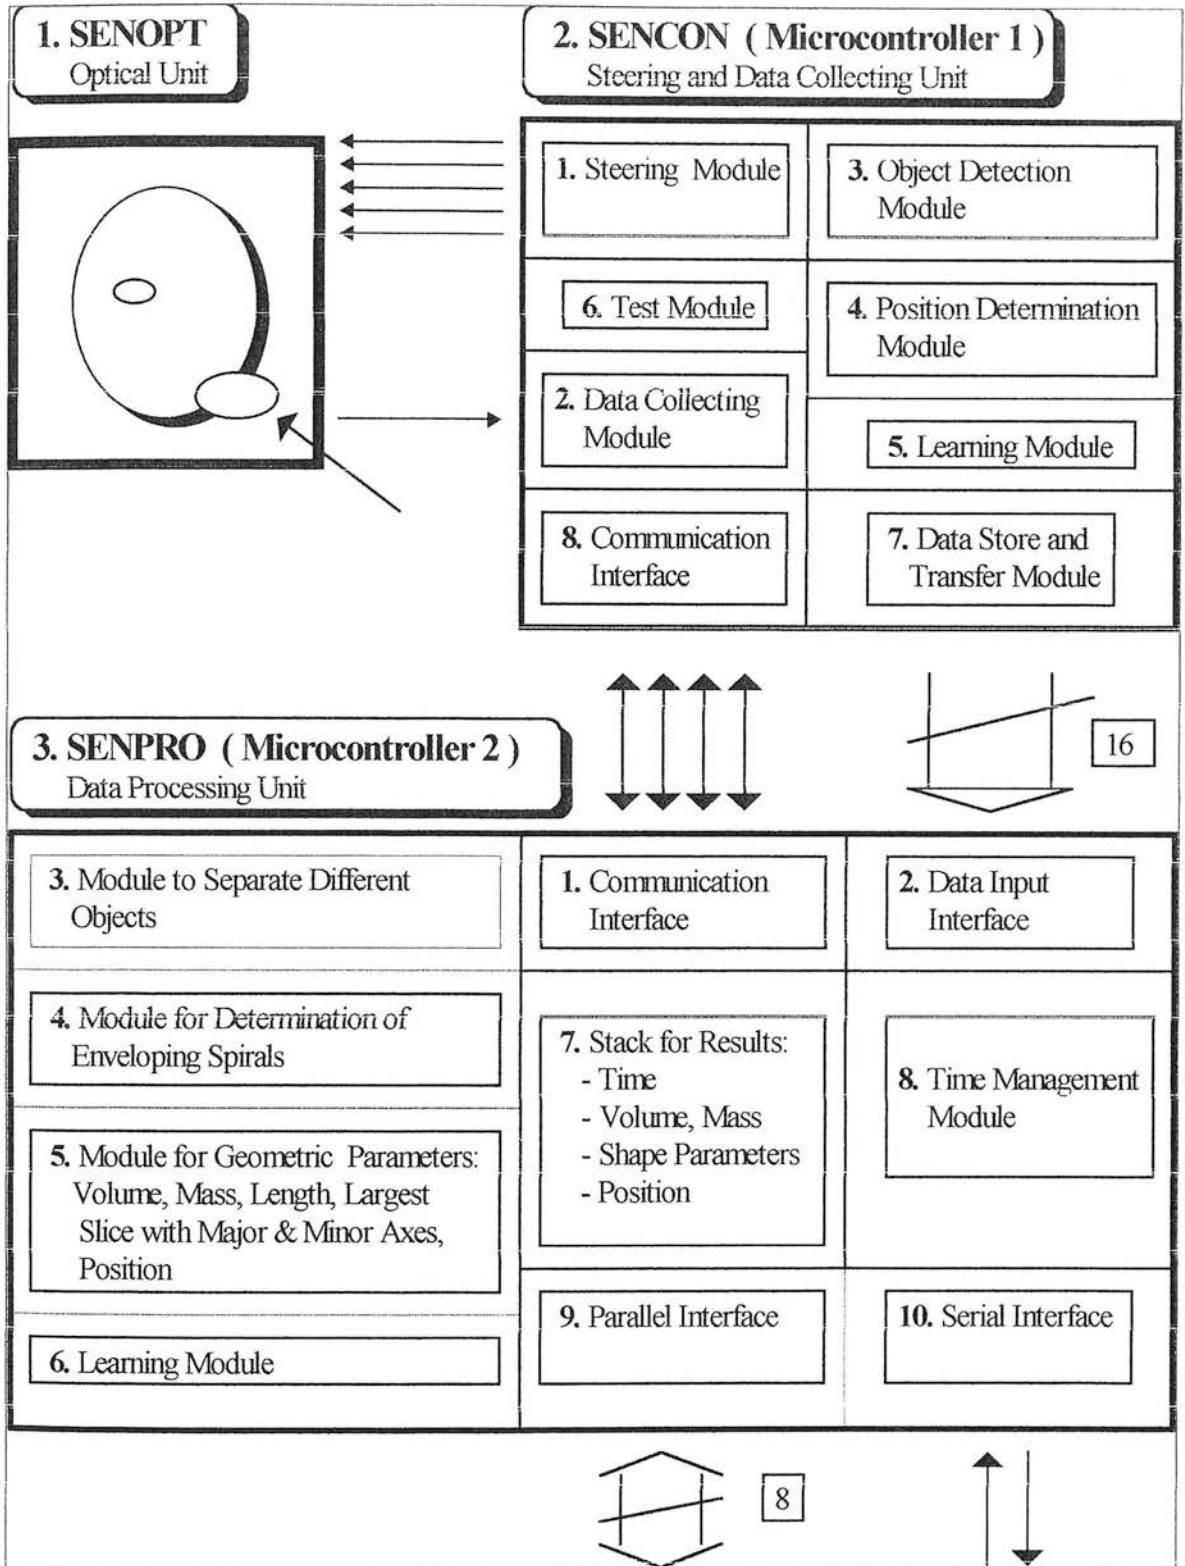 1. SENOPT
Optical Unit
2. SENCON ( Microcontroller 1 )
Steering and Data Collecting Unit
1. Steering Module
3. Object Detection
Module
6. Test Module
4. Position Determination
Module
2. Data Collecting
Module
5. Learning Module
8. Communication
Interface
7. Data Store and
Transfer Module
3. SENPRO ( Microcontroller 2 )
Data Processing Unit
16
3. Module to Separate Different
Objects
1. Communication
Interface
2. Data Input
Interface
4. Module for Determination of
Enveloping Spirals
7. Stack for Results:
- Time
- Volume, Mass
- Shape Parameters
- Position
8. Time Management
Module
5. Module for Geometric Parameters:
Volume, Mass, Length, Largest
Slice with Major & Minor Axes,
Position
6. Learning Module
9. Parallel Interface
10. Serial Interface
8